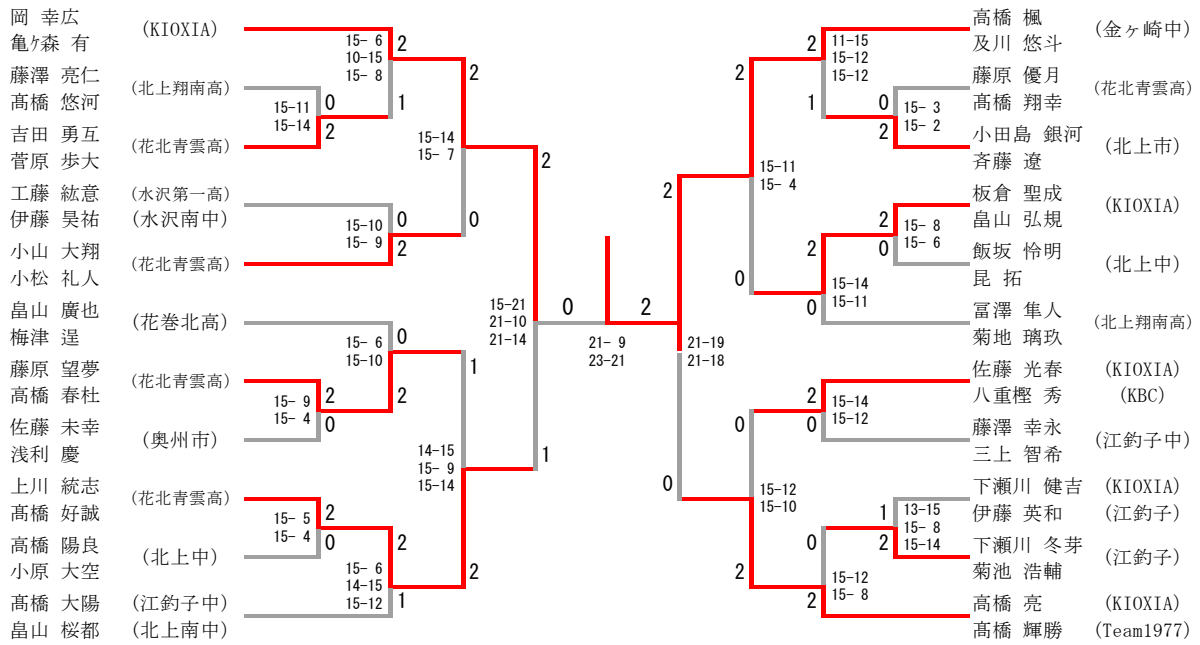 岡 幸広
亀ケ森 有
(KIOXIA)
藤澤 亮仁
髙橋 悠河
(北上翔南高)
吉田 勇互
菅原 歩大
(花北青雲高)
工藤 紘意
(水沢第一高)
伊藤 昊祐
(水沢南中)
小山 大翔
小松 礼人
(花北青雲高)
畠山 廣也
梅津 逞
(花巻北高)
藤原 望夢
高橋 春杜
(花北青雲高)
佐藤 未幸
浅利 慶
(奥州市)
上川 統志
髙橋 好誠
(花北青雲高)
高橋 陽良
小原 大空
(北上中)
髙橋 大陽
(江釣子中)
畠山 桜都
(北上南中)
15- 6
10-15
15- 8
2
1
15-11
15-14
0
2
15-14
15- 7
2
0
15-10
15- 9
0
2
15- 6
15-10
0
2
15- 9
15- 4
2
0
14-15
15- 9
15-14
1
2
15- 5
15- 4
2
0
15- 6
14-15
15-12
2
1
15-21
21-10
21-14
2
1
0
2
21- 9
23-21
21-19
21-18
2
0
15-11
15- 4
2
0
11-15
15-12
15-12
2
1
15- 3
15- 2
0
2
15- 8
15- 6
2
0
15-14
15-11
2
0
15-14
15-12
2
0
15-12
15-10
0
2
13-15
15- 8
15-14
1
2
15-12
15- 8
0
2
高橋 楓
及川 悠斗
(金ヶ崎中)
藤原 優月
髙橋 翔幸
(花北青雲高)
小田島 銀河
斉藤 遼
(北上市)
板倉 聖成
畠山 弘規
(KIOXIA)
飯坂 怜明
昆 拓
(北上中)
冨澤 隼人
菊地 璃玖
(北上翔南高)
佐藤 光春
(KIOXIA)
八重樫 秀
(KBC)
藤澤 幸永
三上 智希
(江釣子中)
下瀬川 健吉
(KIOXIA)
伊藤 英和
(江釣子)
下瀬川 冬芽
菊池 浩輔
(江釣子)
高橋 亮
(KIOXIA)
髙橋 輝勝
(Team1977)